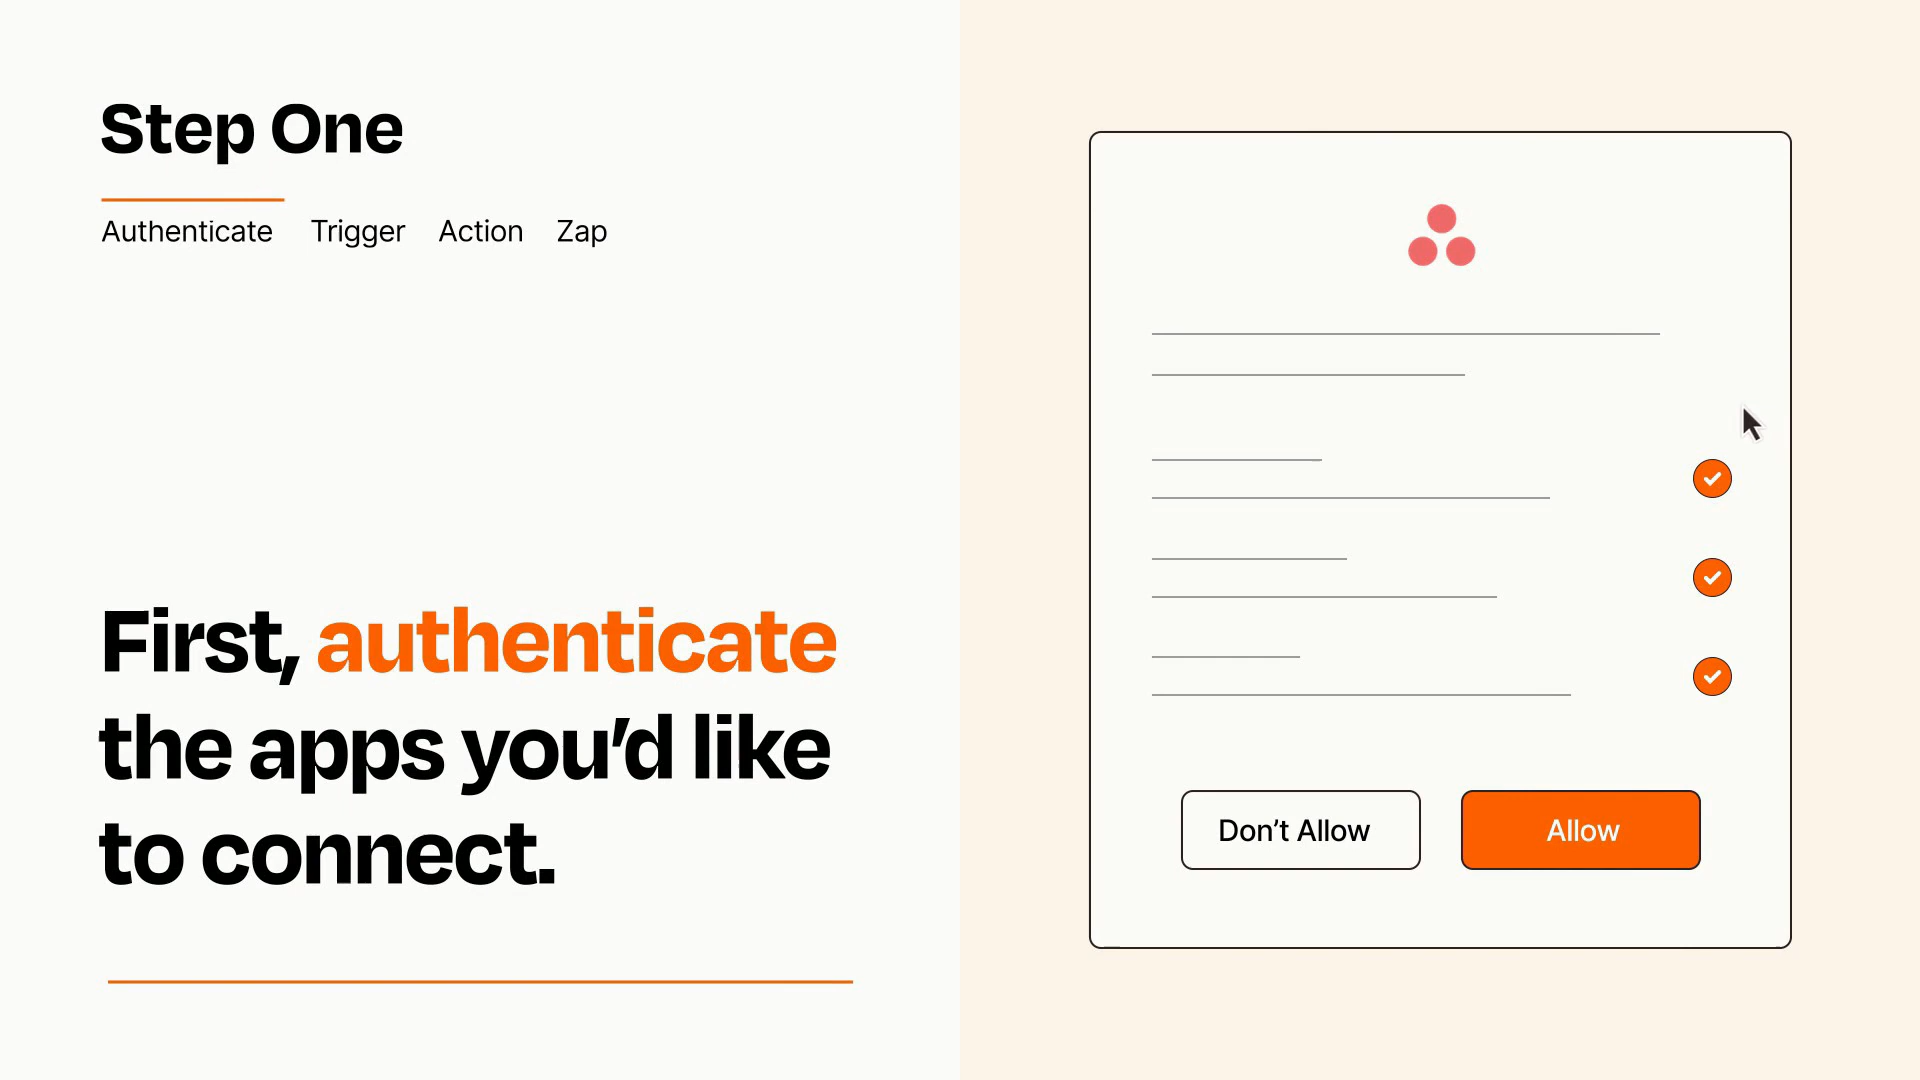 Step One
Authenticate Trigger Action Zap
First, authenticate
the apps you’d like
to connect.
Don’t Allow
Allow